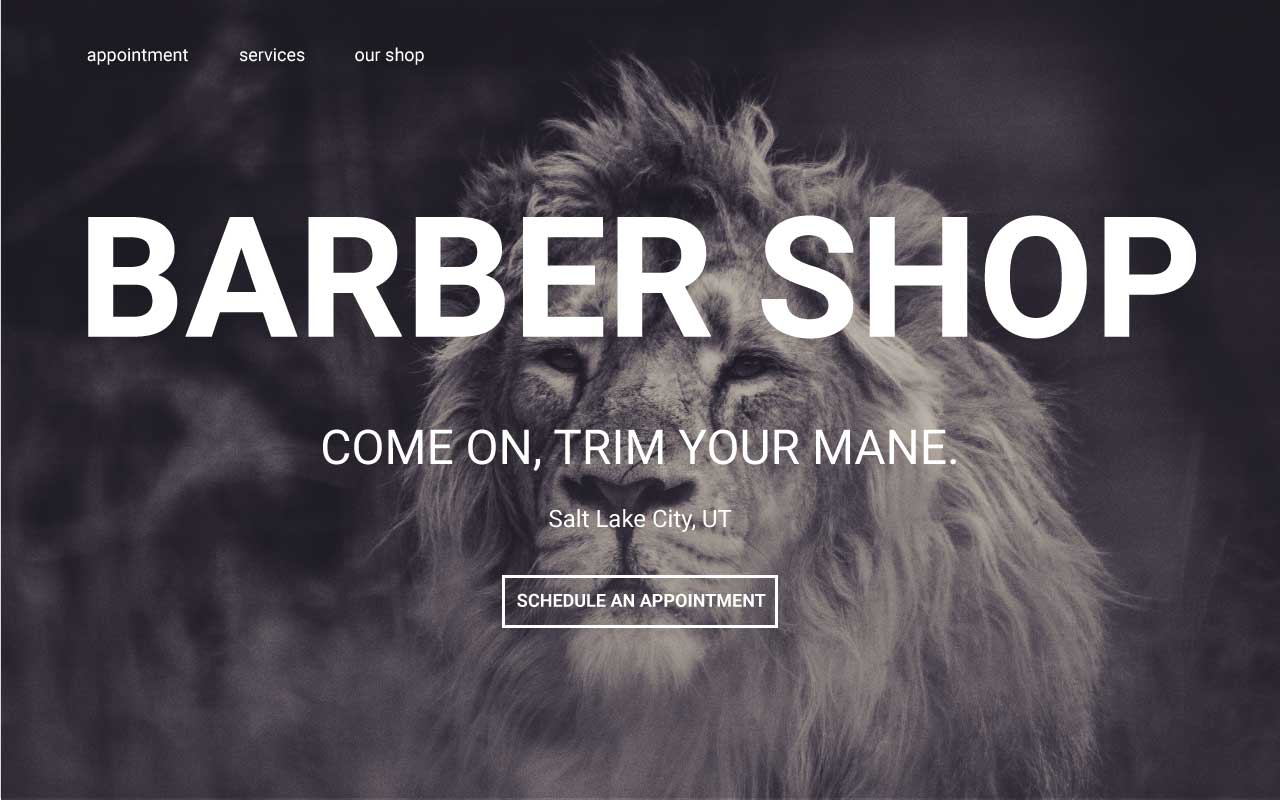 appointment services our shop
BARBER SHOP
COME ON, TRIM YOUR MANE.
Salt Lake City, UT
SCHEDULE AN APPOINTMENT